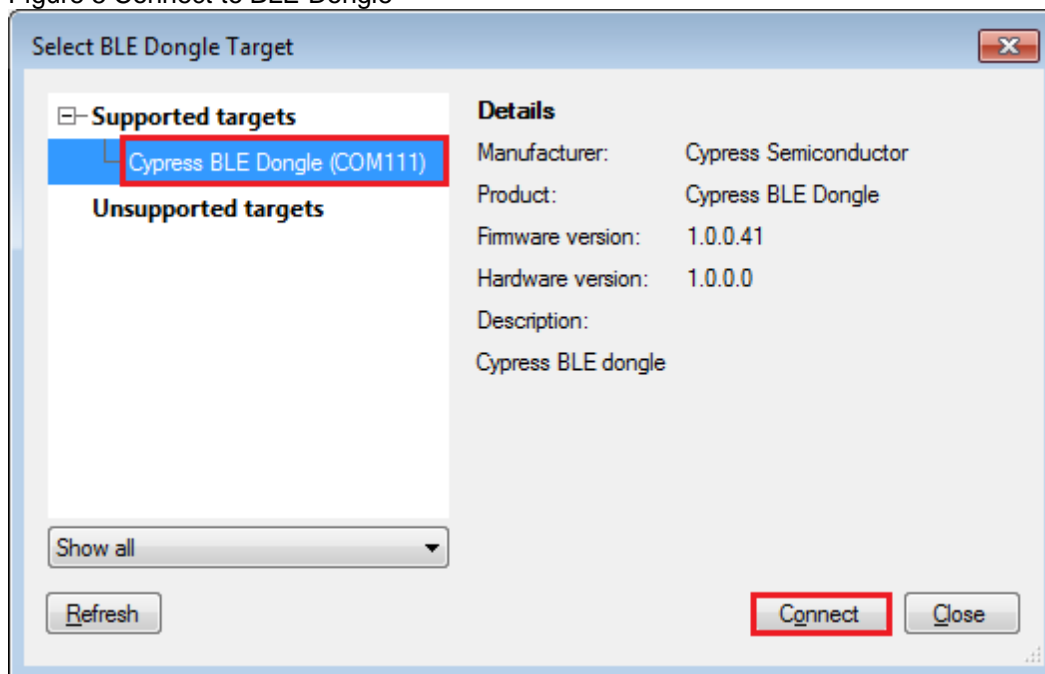 Select BLE Dongle Target
Supported targets
Cypress BLE Dongle (COM111)
Unsupported targets
Show all
Refresh
Details
Manufacturer: Cypress Semiconductor
Product: Cypress BLE Dongle
Firmware version: 1.0.0.41
Hardware version: 1.0.0.0
Description:
Cypress BLE dongle
Connect
Close